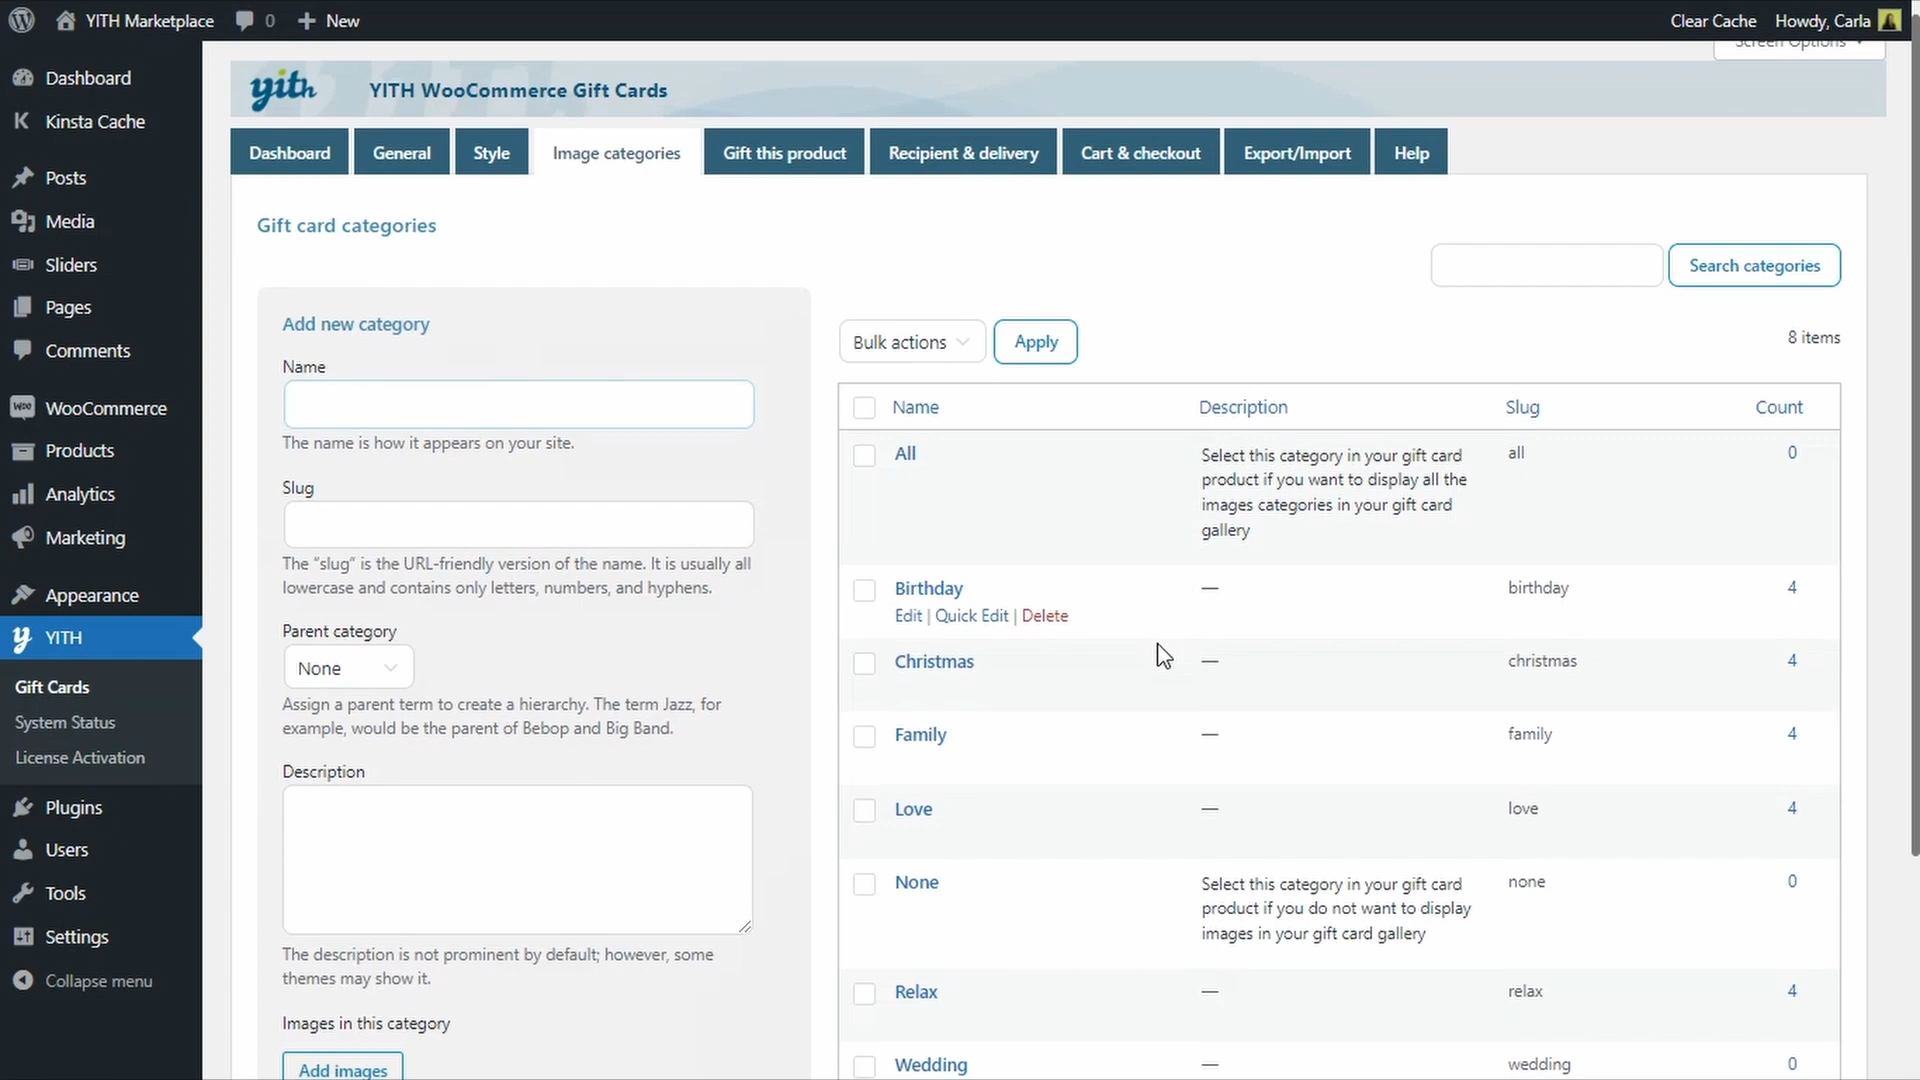 YITH Marketplace 0 New Clear Cache Howdy, Carla
Screen Options
Dashboard
Kinsta Cache
Posts
Media
Sliders
Pages
Comments
WooCommerce
Products
Analytics
Marketing
Appearance
YITH
Gift Cards
System Status
License Activation
Plugins
Users
Tools
Settings
Collapse menu
yith YITH WooCommerce Gift Cards
Dashboard General Style Image categories Gift this product Recipient & delivery Cart & checkout Export/Import Help
Gift card categories
Search categories
Add new category
Name
The name is how it appears on your site.
Slug
The “slug” is the URL-friendly version of the name. It is usually all
lowercase and contains only letters, numbers, and hyphens.
Parent category
None
Assign a parent term to create a hierarchy. The term Jazz, for
example, would be the parent of Bebop and Big Band.
Description
The description is not prominent by default; however, some
themes may show it.
Images in this category
Add images
Bulk actions Apply 8 items
Name Description Slug Count
All Select this category in your gift card all 0
product if you want to display all the
images categories in your gift card
gallery
Birthday — birthday 4
Edit | Quick Edit | Delete
Christmas — christmas 4
Family — family 4
Love — love 4
None Select this category in your gift card none 0
product if you do not want to display
images in your gift card gallery
Relax — relax 4
Wedding — wedding 0